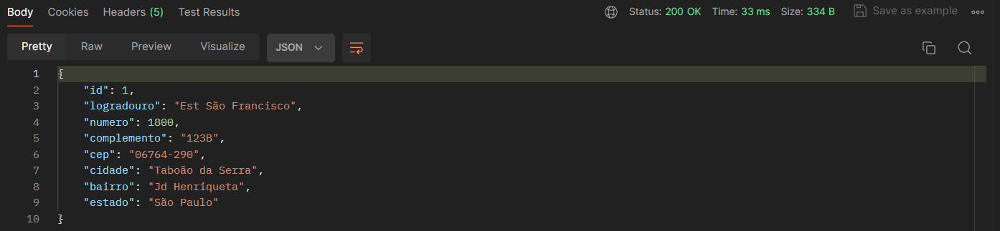 Body Cookies Headers (5) Test Results Status: 200 OK Time: 33 ms Size: 334 B Save as example
Pretty Raw Preview Visualize JSON
1 {
2 "id": 1,
3 "logradouro": "Est São Francisco",
4 "numero": 1800,
5 "complemento": "123B",
6 "cep": "06764-290",
7 "cidade": "Taboão da Serra",
8 "bairro": "Jd Henriqueta",
9 "estado": "São Paulo"
10 }